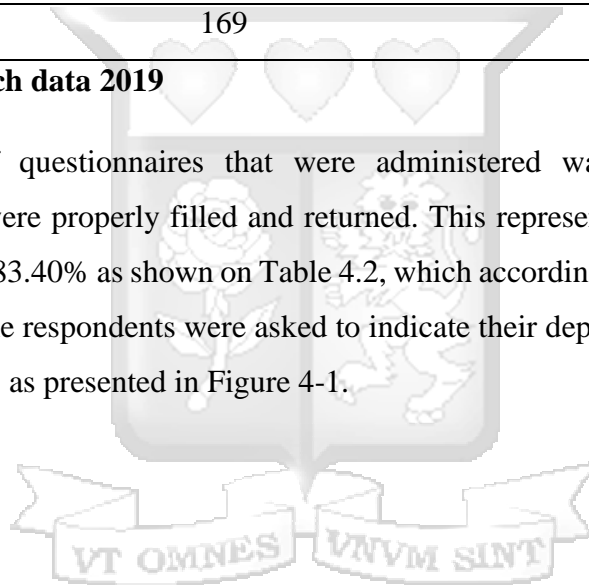 169
ch data 2019
questionnaires that were administered wa
were properly filled and returned. This represen
83.40% as shown on Table 4.2, which accordin
e respondents were asked to indicate their dep
as presented in Figure 4-1.
VT OMNES VNVM SINT